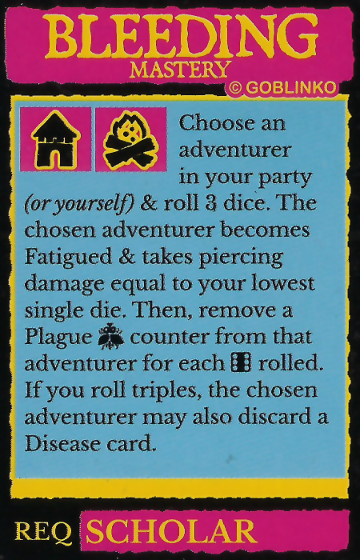 BLEEDING
MASTERY
© GOBLINKO
Choose an
adventurer
in your party
(or yourself) & roll 3 dice. The
chosen adventurer becomes
Fatigued & takes piercing
damage equal to your lowest
single die. Then, remove a
Plague counter from that
adventurer for each rolled.
If you roll triples, the chosen
adventurer may also discard a
Disease card.
REQ SCHOLAR